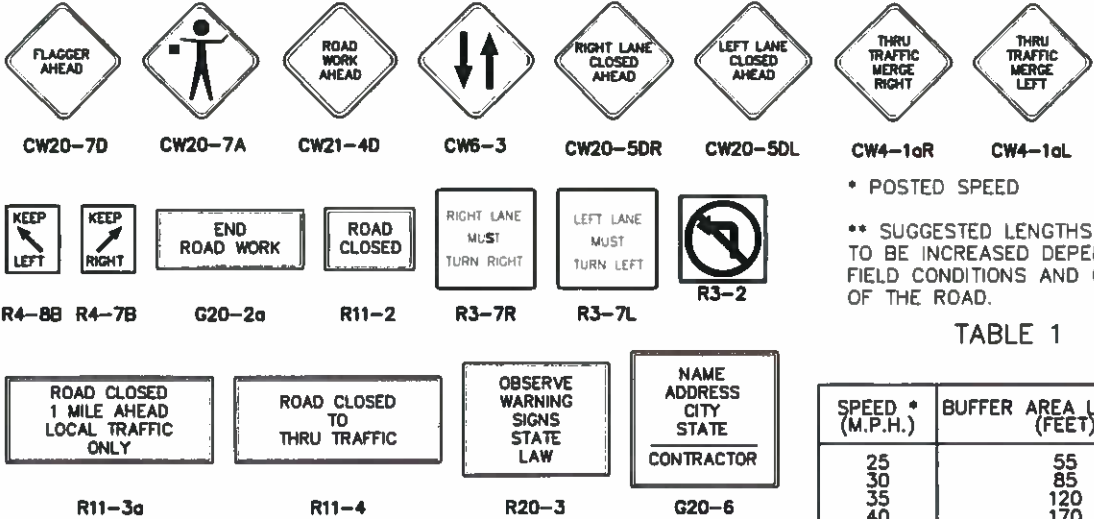 FLAGGER
AHEAD
ROAD
WORK
AHEAD
RIGHT LANE
CLOSED
AHEAD
LEFT LANE
CLOSED
AHEAD
THRU
TRAFFIC
MERGE
RIGHT
THRU
TRAFFIC
MERGE
LEFT
CW20-7D
CW20-7A
CW21-4D
CW6-3
CW20-5DR
CW20-5DL
CW4-1aR
CW4-1aL
KEEP
LEFT
KEEP
RIGHT
END
ROAD WORK
ROAD
CLOSED
RIGHT LANE
MUST
TURN RIGHT
LEFT LANE
MUST
TURN LEFT
R4-8B
R4-7B
G20-2a
R11-2
R3-7R
R3-7L
R3-2
* POSTED SPEED
** SUGGESTED LENGTHS
TO BE INCREASED
FIELD CONDITIONS AND
OF THE ROAD.
TABLE 1
ROAD CLOSED
1 MILE AHEAD
LOCAL TRAFFIC
ONLY
ROAD CLOSED
TO
THRU TRAFFIC
OBSERVE
WARNING
SIGNS
STATE
LAW
NAME
ADDRESS
CITY
STATE
CONTRACTOR
R11-3a
R11-4
R20-3
G20-6
SPEED * BUFFER AREA
(M.P.H.) (FEET)
25 55
30 85
35 120
40 170